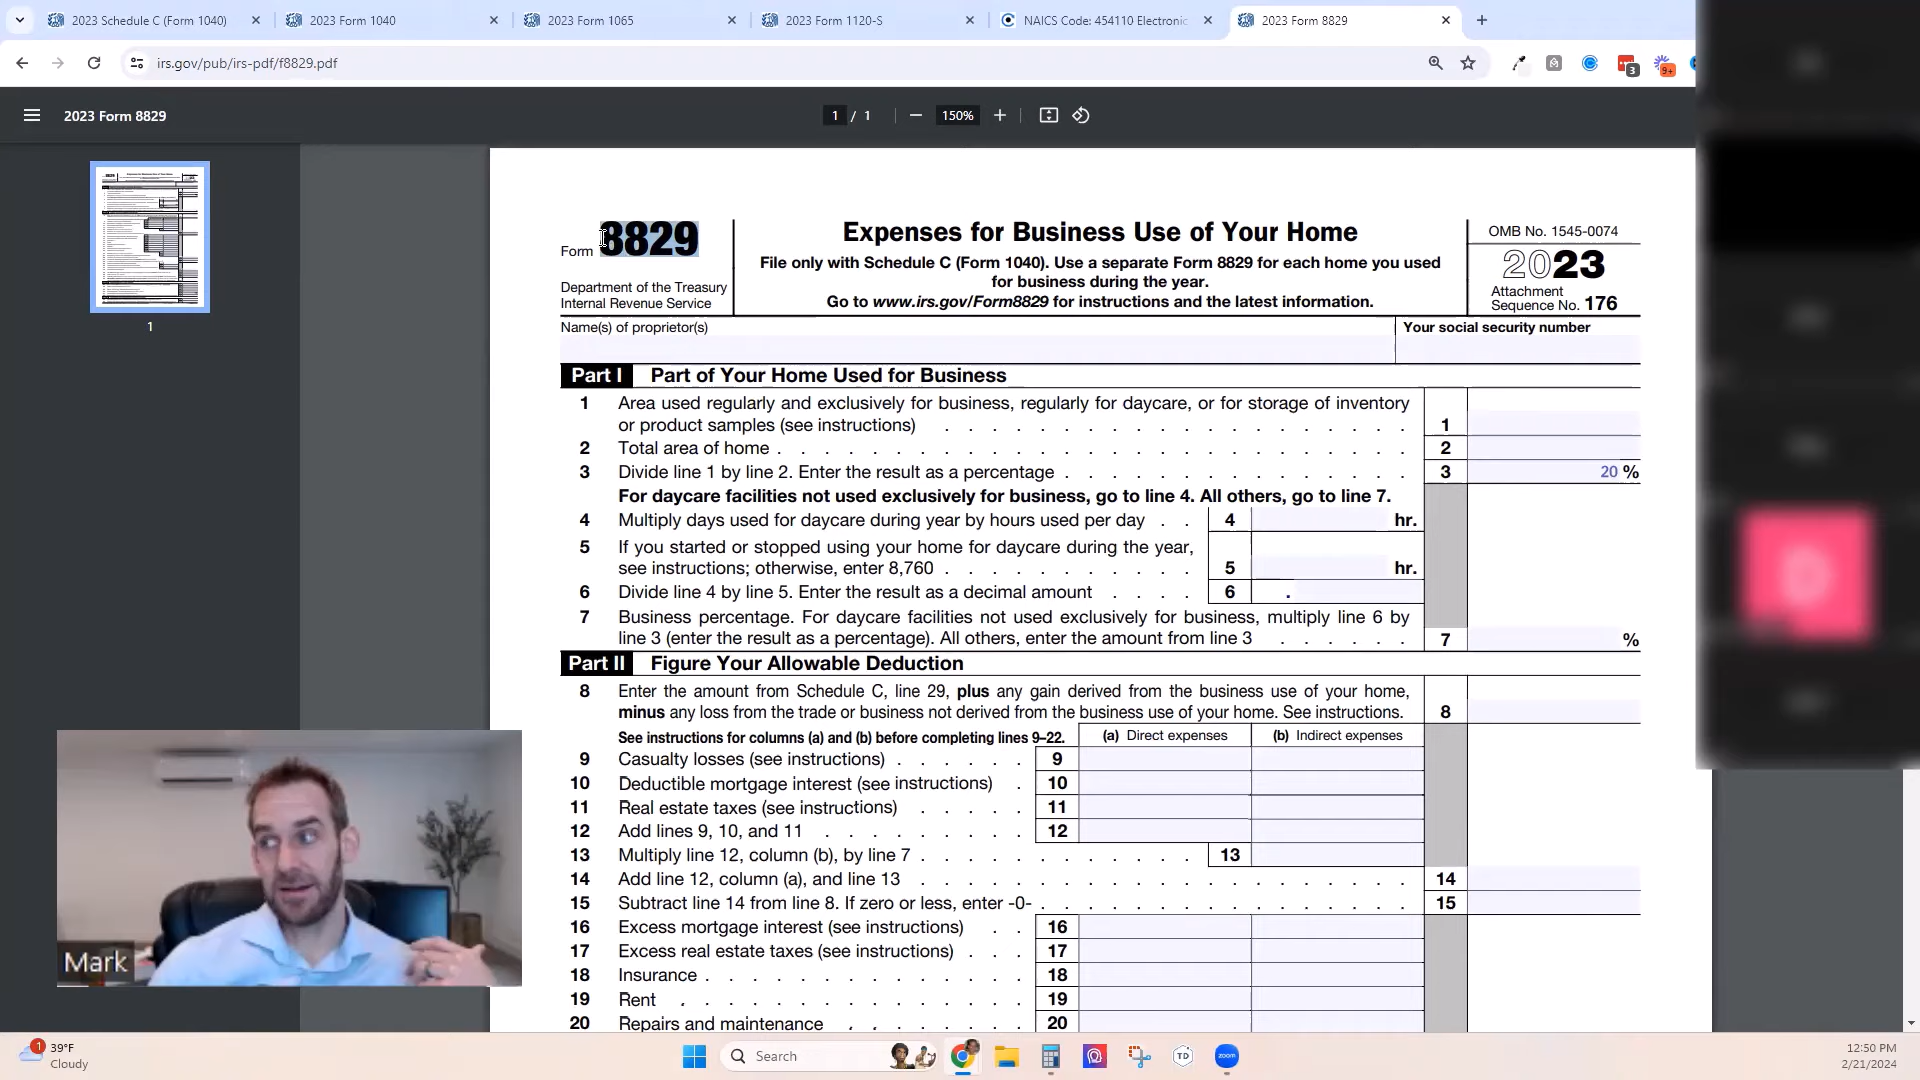 2023 Schedule C (Form 1040)
2023 Form 1040
2023 Form 1065
2023 Form 1120-S
NAICS Code: 454110 Electronic
2023 Form 8829
irs.gov/pub/irs-pdf/f8829.pdf
3
9+
2023 Form 8829
1 / 1
150%
1
Form 8829
Department of the Treasury
Internal Revenue Service
Expenses for Business Use of Your Home
File only with Schedule C (Form 1040). Use a separate Form 8829 for each home you used
for business during the year.
Go to www.irs.gov/Form8829 for instructions and the latest information.
OMB No. 1545-0074
2023
Attachment
Sequence No. 176
Name(s) of proprietor(s)
Your social security number
Part I Part of Your Home Used for Business
1 Area used regularly and exclusively for business, regularly for daycare, or for storage of inventory
or product samples (see instructions) . . . . . . . . . . . . . . . . . 1
2 Total area of home . . . . . . . . . . . . . . . . . . . . . . 2
3 Divide line 1 by line 2. Enter the result as a percentage . . . . . . . . . . . . 3 20 %
For daycare facilities not used exclusively for business, go to line 4. All others, go to line 7.
4 Multiply days used for daycare during year by hours used per day . . 4 hr.
5 If you started or stopped using your home for daycare during the year,
see instructions; otherwise, enter 8,760 . . . . . . . . . . 5 hr.
6 Divide line 4 by line 5. Enter the result as a decimal amount . . . . 6 .
7 Business percentage. For daycare facilities not used exclusively for business, multiply line 6 by
line 3 (enter the result as a percentage). All others, enter the amount from line 3 . . . . . . 7 %
Part II Figure Your Allowable Deduction
8 Enter the amount from Schedule C, line 29, plus any gain derived from the business use of your home,
minus any loss from the trade or business not derived from the business use of your home. See instructions. 8
See instructions for columns (a) and (b) before completing lines 9–22. (a) Direct expenses (b) Indirect expenses
9 Casualty losses (see instructions) . . . . . . 9
10 Deductible mortgage interest (see instructions) . 10
11 Real estate taxes (see instructions) . . . . . 11
12 Add lines 9, 10, and 11 . . . . . . . . . 12
13 Multiply line 12, column (b), by line 7 . . . . . . . . . . . 13
14 Add line 12, column (a), and line 13 . . . . . . . . . . . . . . . . . . 14
15 Subtract line 14 from line 8. If zero or less, enter -0- . . . . . . . . . . . . . 15
16 Excess mortgage interest (see instructions) . . 16
17 Excess real estate taxes (see instructions) . . . 17
18 Insurance . . . . . . . . . . . . . 18
19 Rent . . . . . . . . . . . . . . 19
20 Repairs and maintenance . . . . . . . . 20
Mark
1
39°F
Cloudy
Search
TD
zoom
12:50 PM
2/21/2024